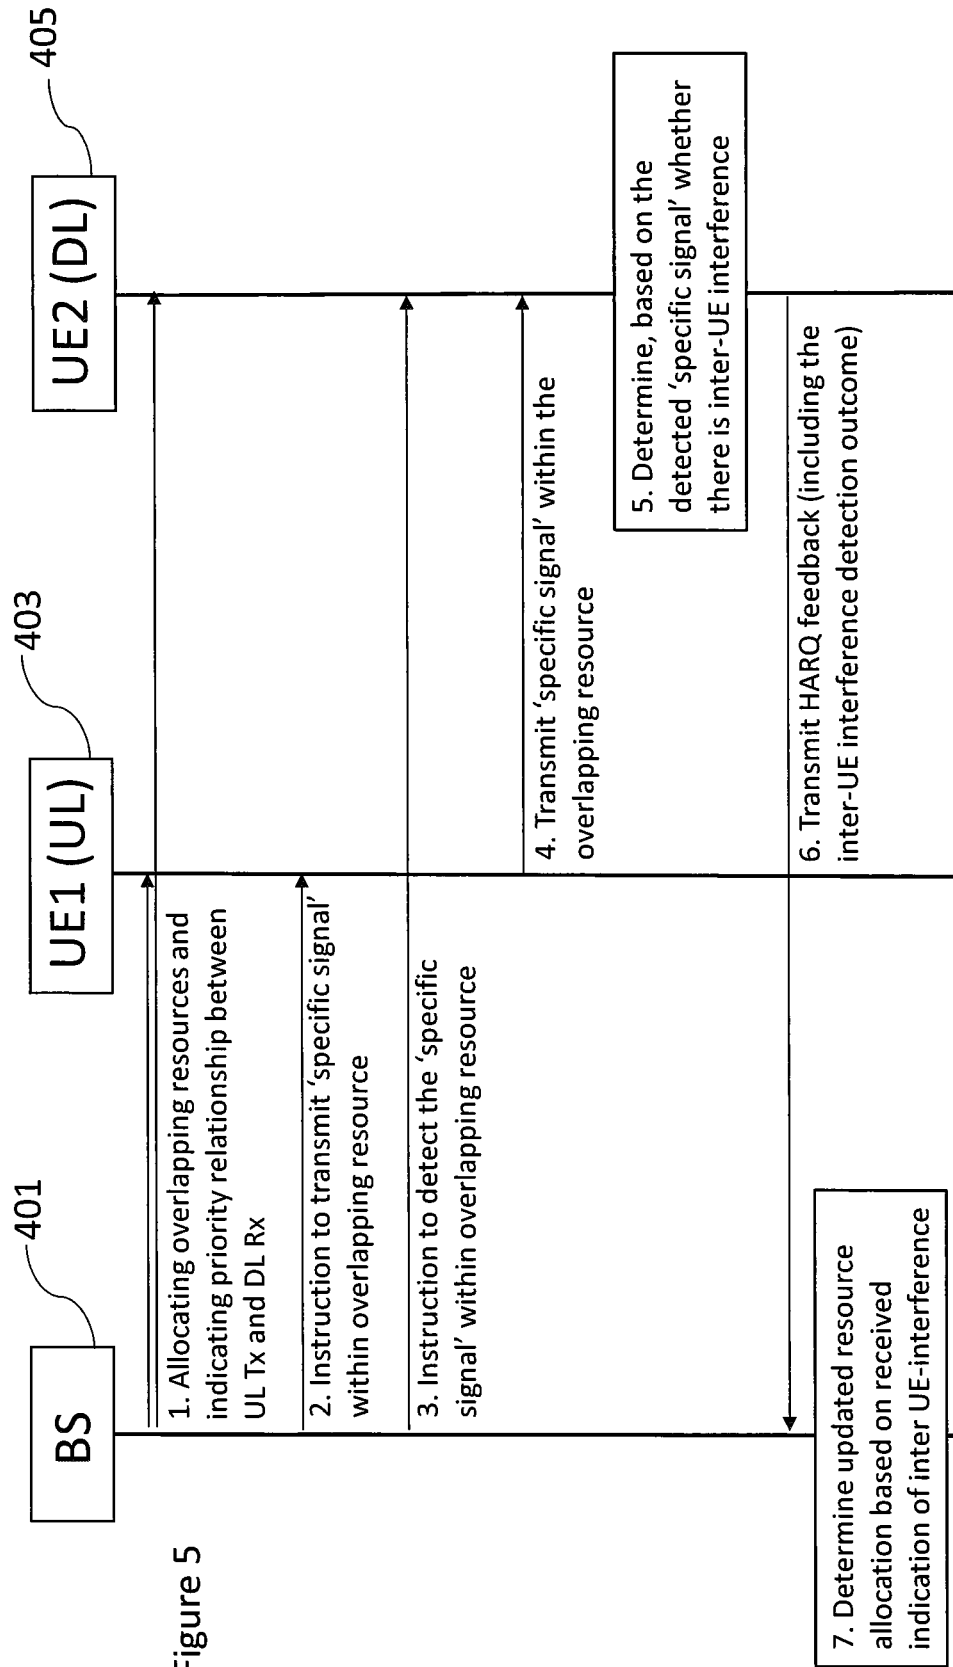 401
403
405
BS
UE1 (UL)
UE2 (DL)
1. Allocating overlapping resources and
indicating priority relationship between
UL Tx and DL Rx
2. Instruction to transmit ‘specific signal’
within overlapping resource
3. Instruction to detect the ‘specific
signal’ within overlapping resource
4. Transmit ‘specific signal’ within the
overlapping resource
5. Determine, based on the
detected ‘specific signal’ whether
there is inter-UE interference
6. Transmit HARQ feedback (including the
inter-UE interference detection outcome)
7. Determine updated resource
allocation based on received
indication of inter UE-interference
Figure 5